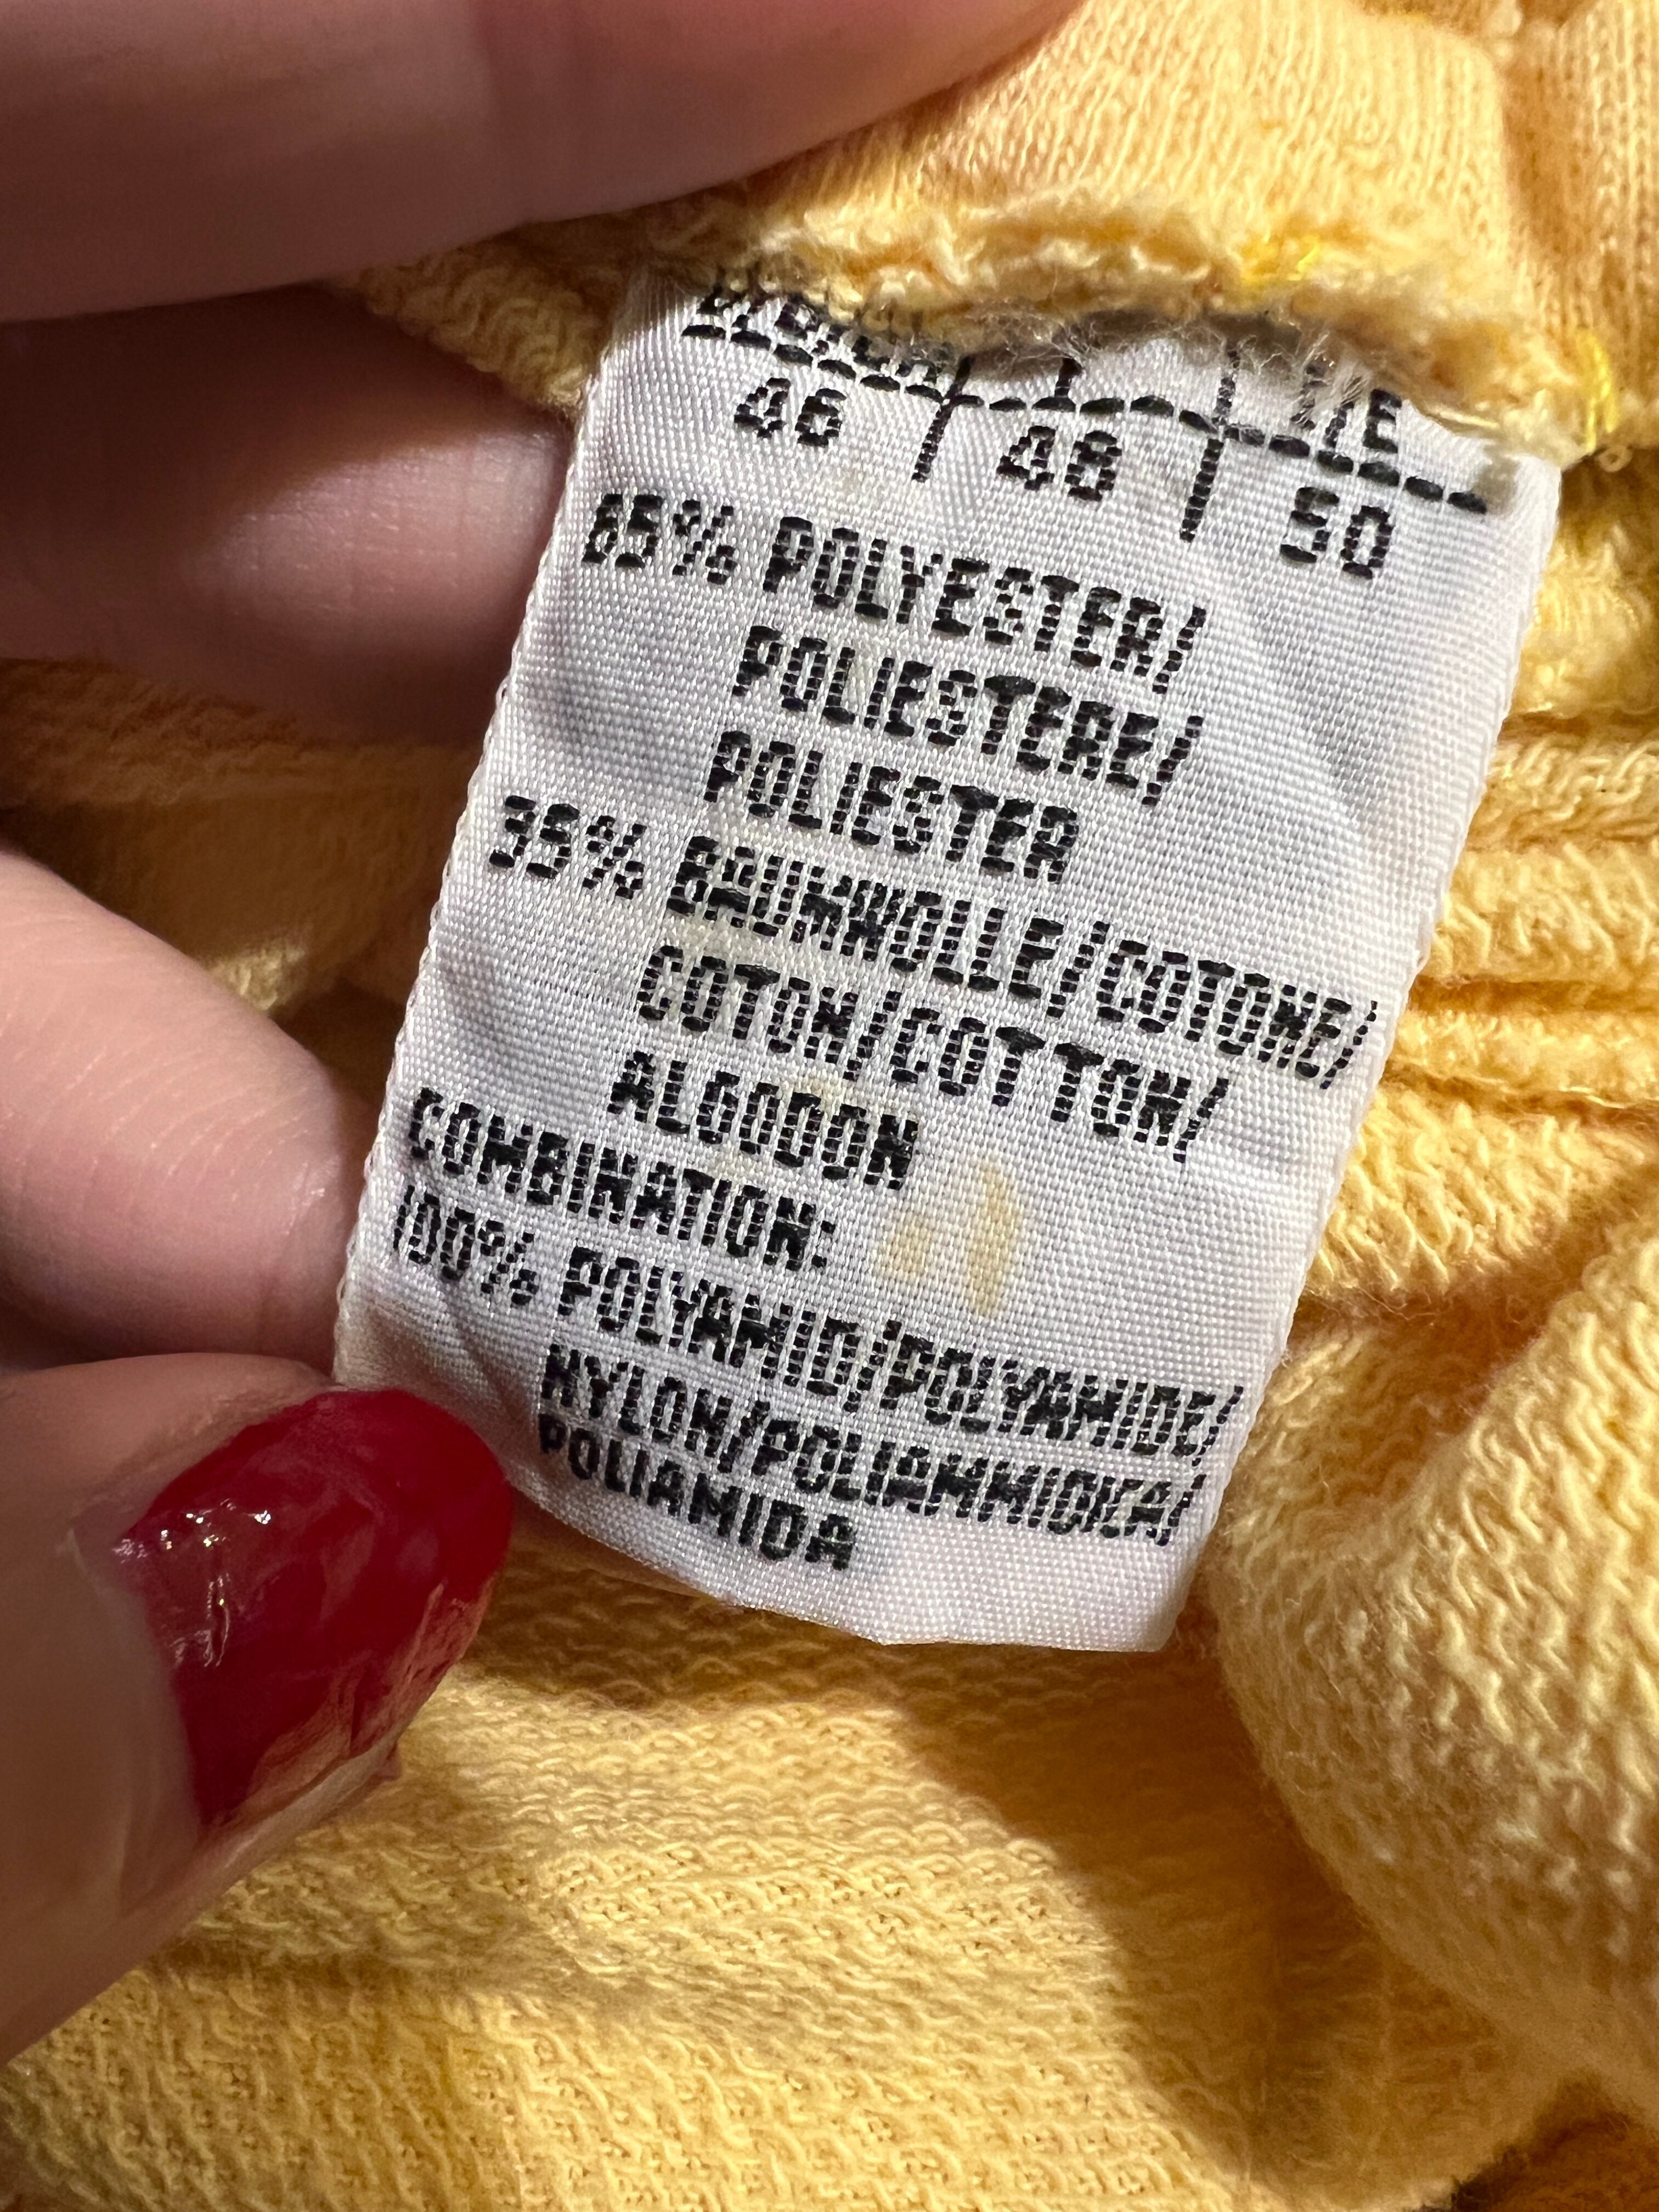 46 | 48 | 50
65% POLYESTER/
POLIESTERE/
POLIESTER
35% BAUMWOLLE/COTONE/
COTON/COTTON/
ALGODON
COMBINATION:
100% POLYAMID/POLYAMIDE/
NYLON/POLIAMMIDICA/
POLIAMIDA